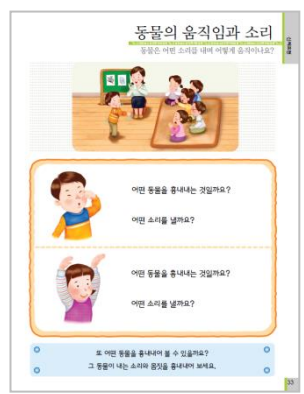 동물의 움직임과 소리
동물은 어떤 소리를 내며 어떻게 움직이나요?
어떤 동물을 흉내내는 것일까요?
어떤 소리를 낼까요?
어떤 동물을 흉내내는 것일까요?
어떤 소리를 낼까요?
또 어떤 동물을 흉내내어 볼 수 있을까요?
그 동물이 내는 소리와 몸짓을 흉내내어 보세요.
33